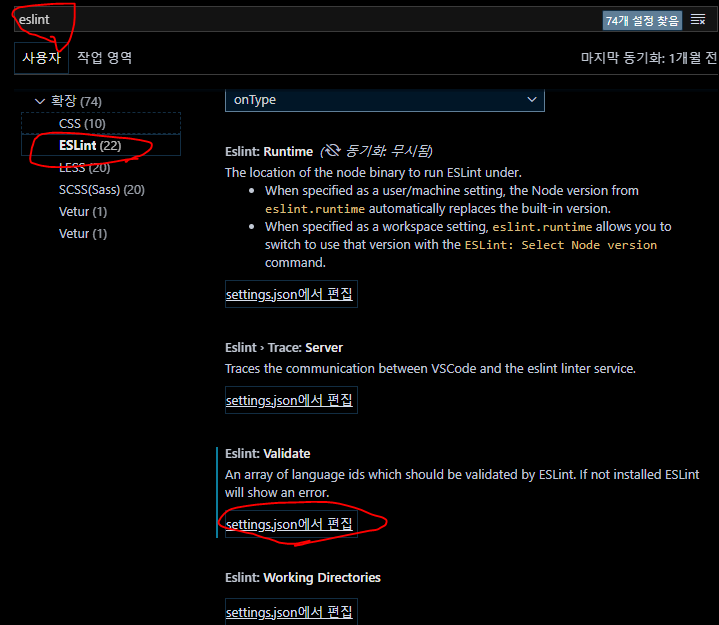 eslint
74개 설정 찾음
사용자 작업 영역
마지막 동기화: 1개월 전
확장 (74)
CSS (10)
ESLint (22)
LESS (20)
SCSS(Sass) (20)
Vetur (1)
Vetur (1)
onType
Eslint: Runtime (동기화: 무시됨)
The location of the node binary to run ESLint under.
• When specified as a user/machine setting, the Node version from
eslint.runtime automatically replaces the built-in version.
• When specified as a workspace setting, eslint.runtime allows you to
switch to use that version with the ESLint: Select Node version
command.
settings.json에서 편집
Eslint › Trace: Server
Traces the communication between VSCode and the eslint linter service.
settings.json에서 편집
Eslint: Validate
An array of language ids which should be validated by ESLint. If not installed ESLint
will show an error.
settings.json에서 편집
Eslint: Working Directories
settings.json에서 편집